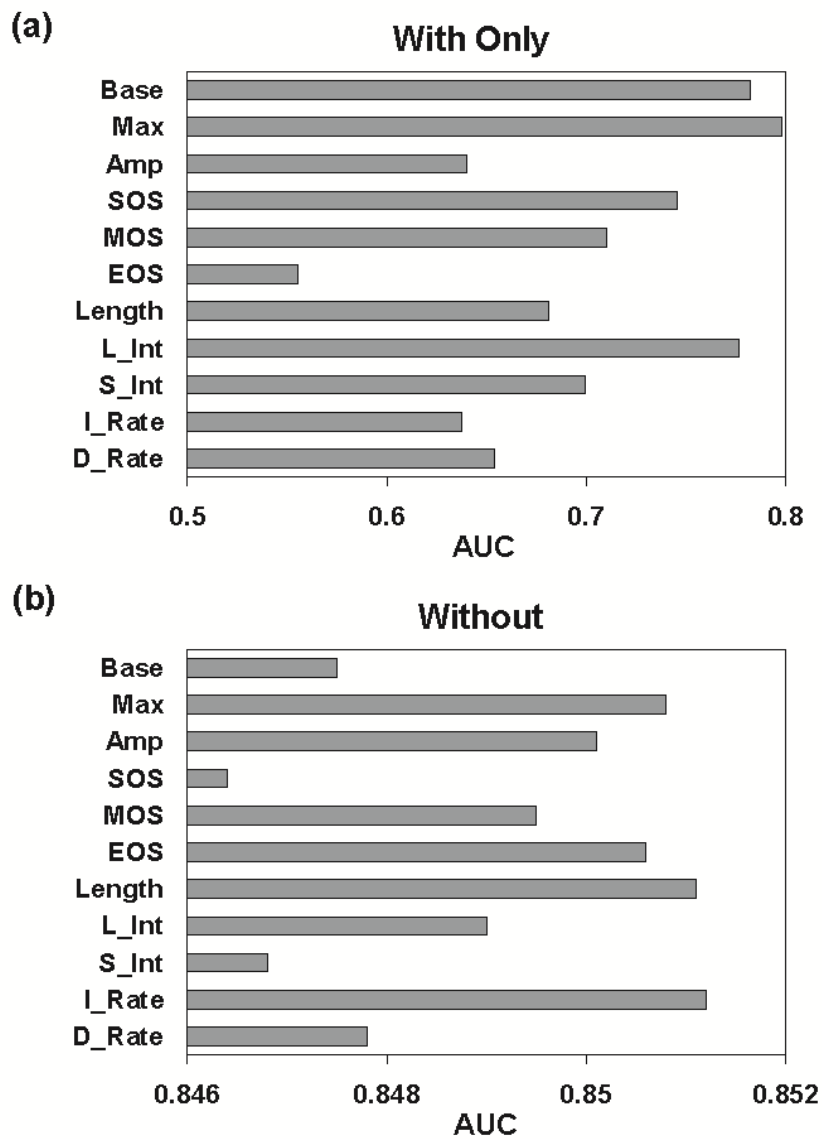 (a)
With Only
Base
Max
Amp
SOS
MOS
EOS
Length
L_Int
S_Int
I_Rate
D_Rate
0.5 0.6 0.7 0.8
AUC
(b)
Without
Base
Max
Amp
SOS
MOS
EOS
Length
L_Int
S_Int
I_Rate
D_Rate
0.846 0.848 0.85 0.852
AUC